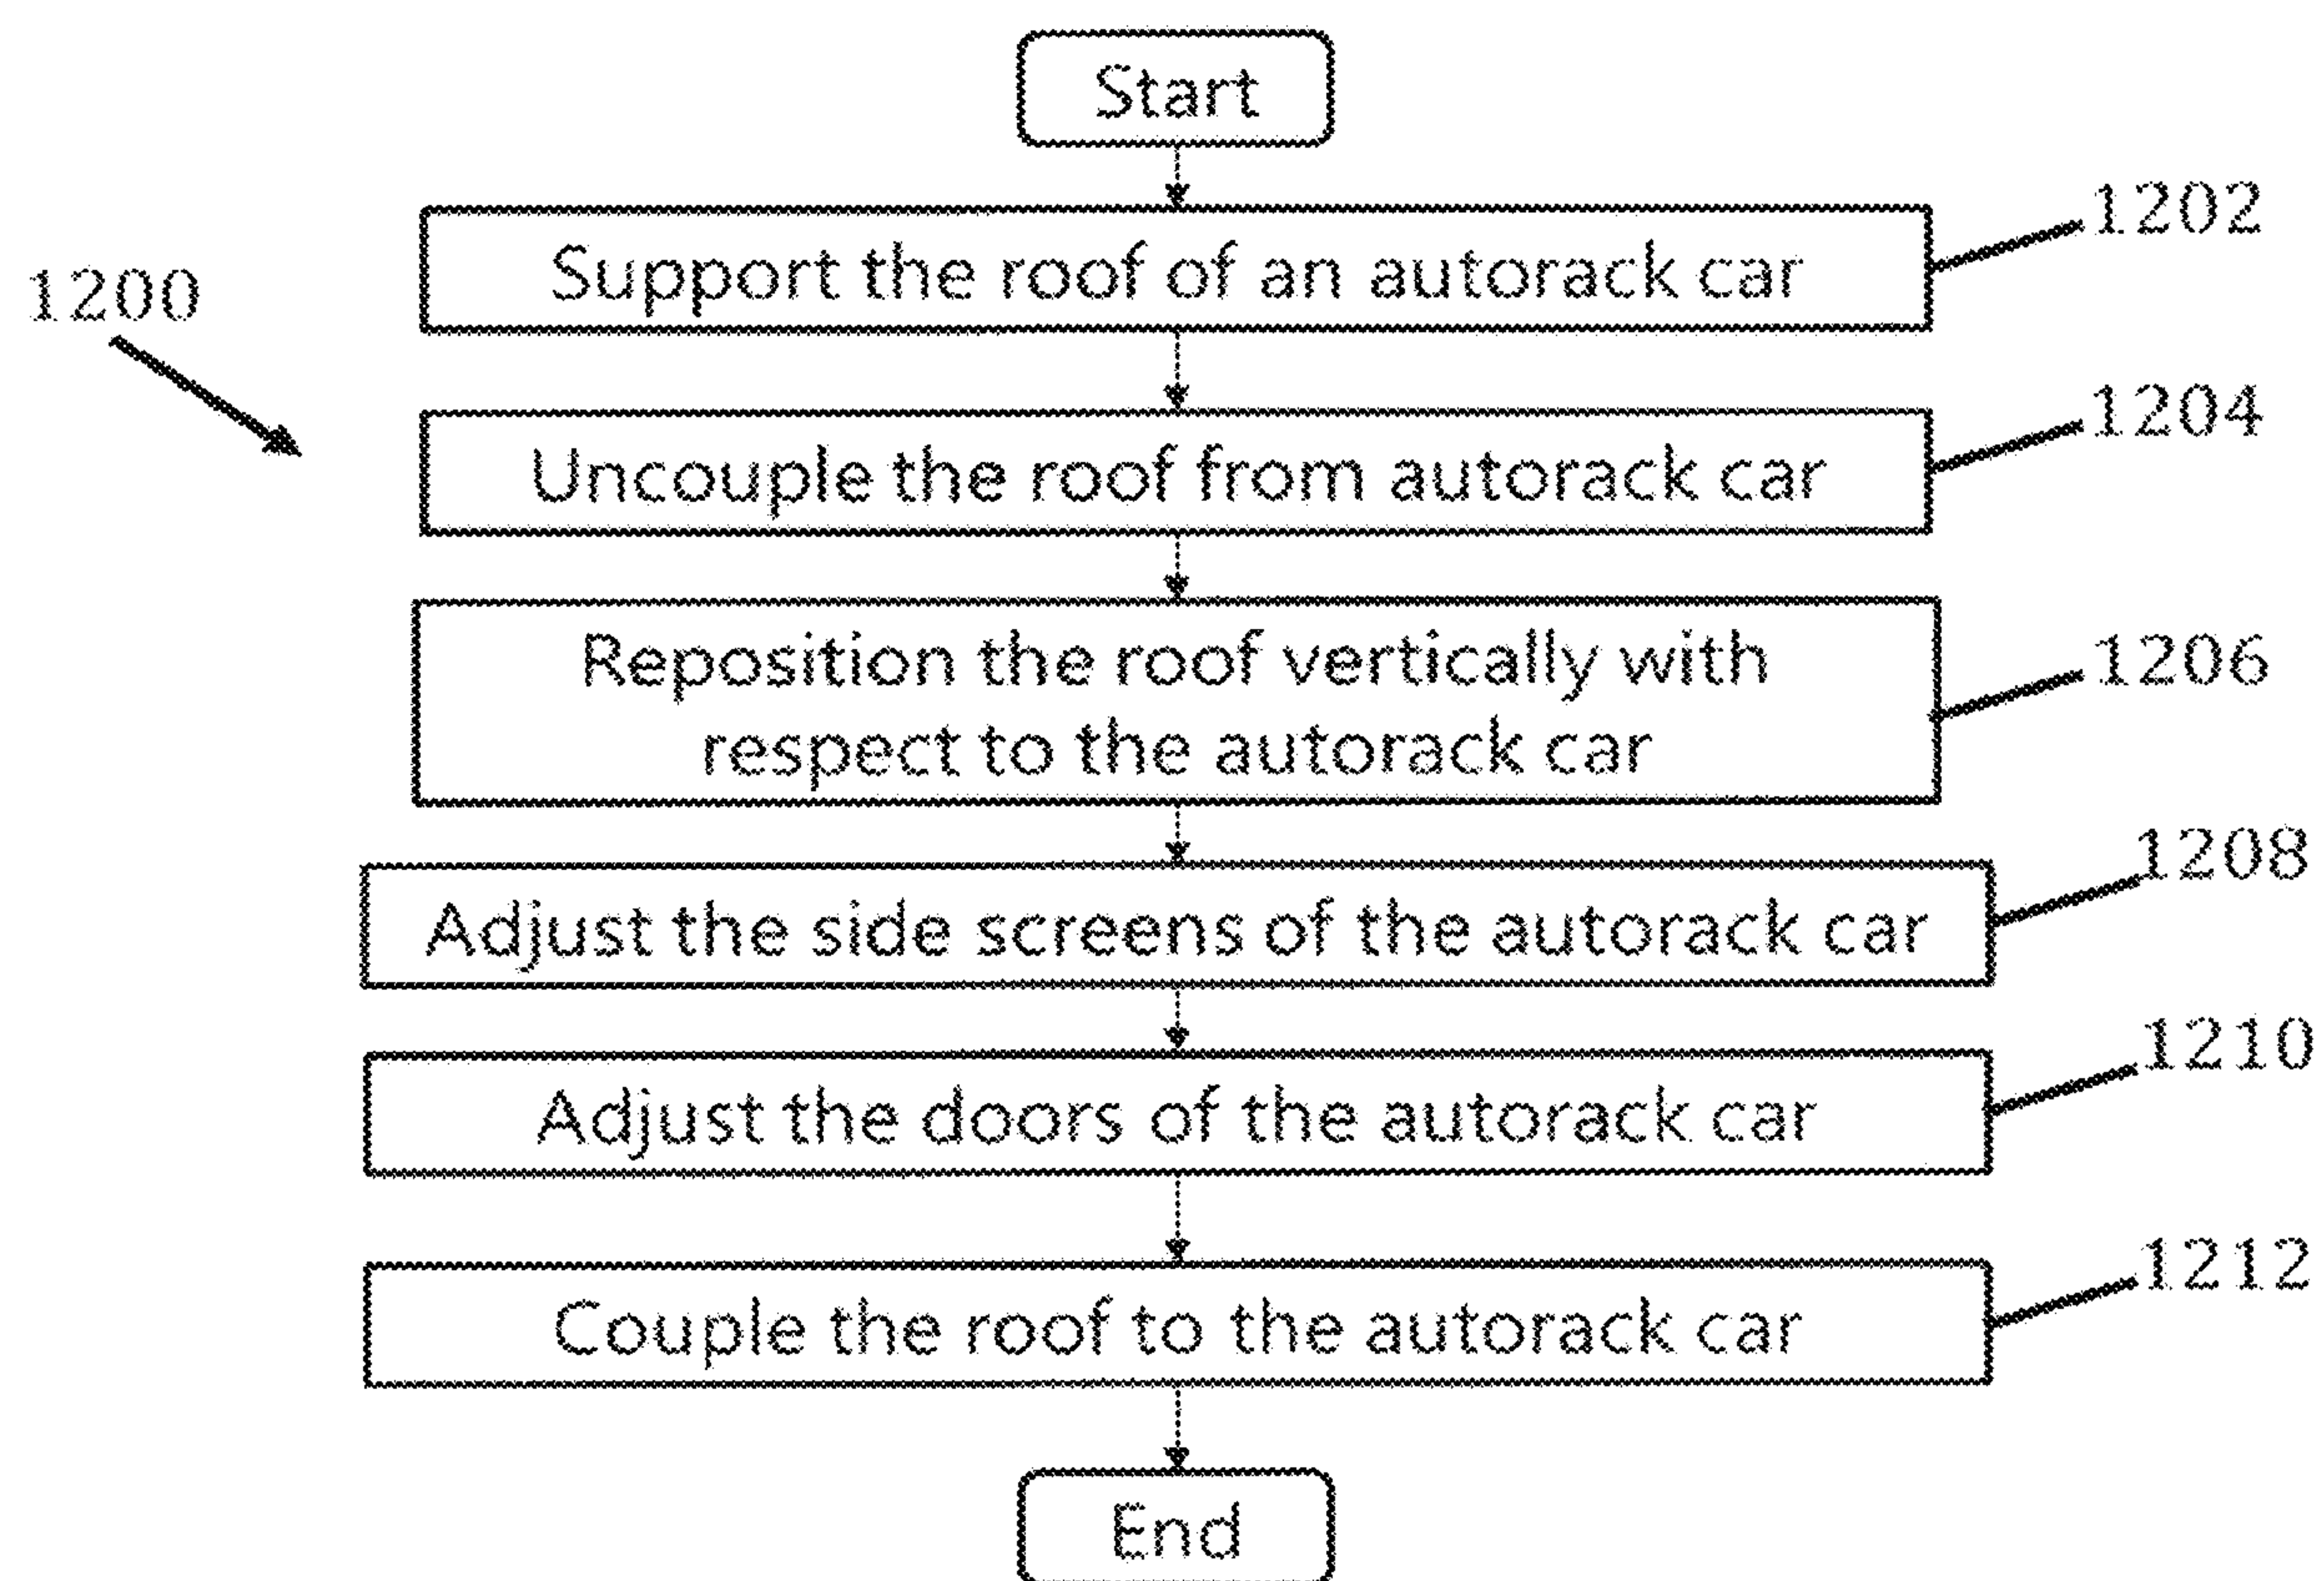 Start
1202
Support the roof of an autorack car
1200
1204
Uncouple the roof from autorack car
1206
Reposition the roof vertically with
respect to the autorack car
1208
Adjust the side screens of the autorack car
1210
Adjust the doors of the autorack car
1212
Couple the roof to the autorack car
End